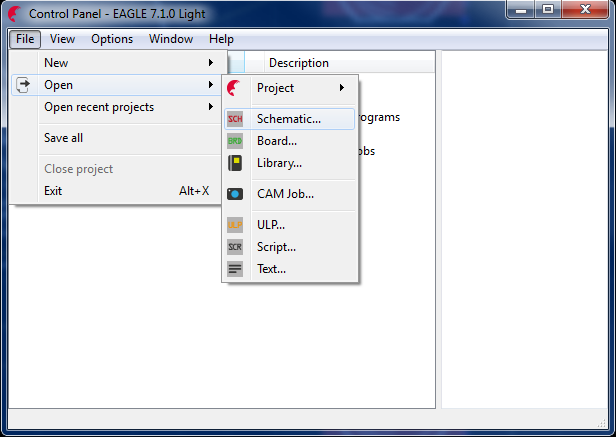 Control Panel - EAGLE 7.1.0 Light
File View Options Window Help
Description
New
Open
Open recent projects
Save all
Close project
Exit Alt+X
Project
SCH Schematic...
BRD Board...
Library...
CAM Job...
ULP ULP...
SCR Script...
Text...
rograms
obs